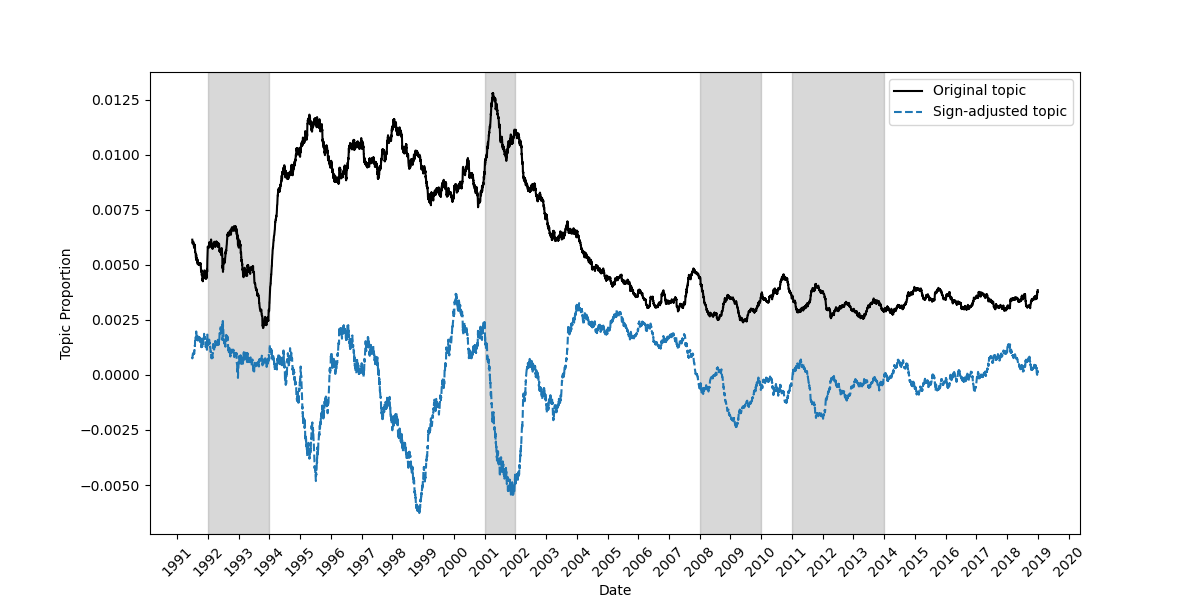 Original topic
Sign-adjusted topic
Topic Proportion
0.0125
0.0100
0.0075
0.0050
0.0025
0.0000
−0.0025
−0.0050
1991 1992 1993 1994 1995 1996 1997 1998 1999 2000 2001 2002 2003 2004 2005 2006 2007 2008 2009 2010 2011 2012 2013 2014 2015 2016 2017 2018 2019 2020
Date